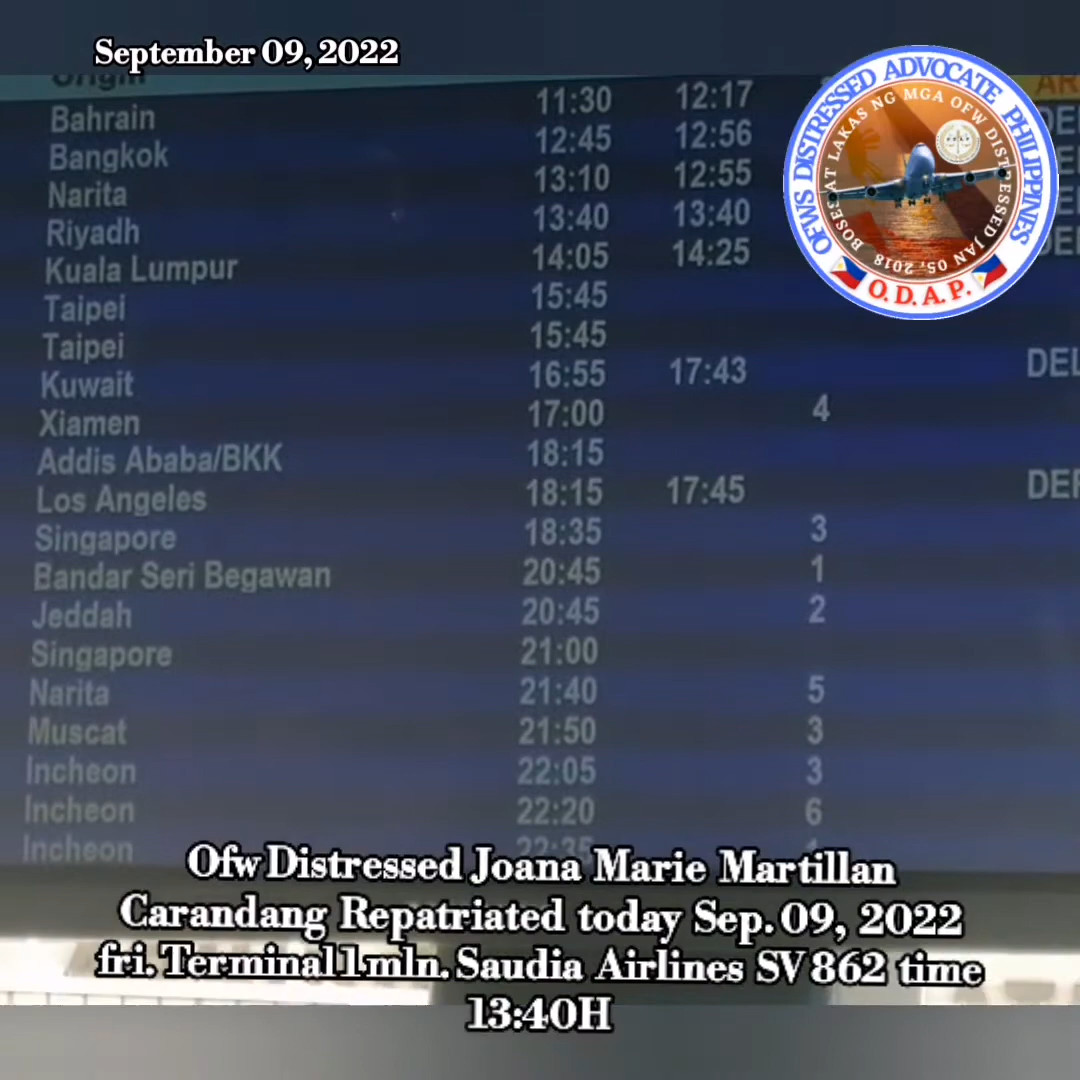 September 09, 2022
Origin
Bahrain 11:30 12:17
Bangkok 12:45 12:56
Narita 13:10 12:55
Riyadh 13:40 13:40
Kuala Lumpur 14:05 14:25
Taipei 15:45
Taipei 15:45
Kuwait 16:55 17:43 DEL
Xiamen 17:00 4
Addis Ababa/BKK 18:15
Los Angeles 18:15 17:45 DEP
Singapore 18:35 3
Bandar Seri Begawan 20:45 1
Jeddah 20:45 2
Singapore 21:00
Narita 21:40 5
Muscat 21:50 3
Incheon 22:05 3
Incheon 22:20 6
Incheon 22:35
OFWS DISTRESSED ADVOCATE PHILIPPINES
BOSES AT LAKAS NG MGA OFW DISTRESSED JAN 05, 2018
O.D.A.P.
Ofw Distressed Joana Marie Martillan
Carandang Repatriated today Sep. 09, 2022
fri. Terminal 1 mln. Saudia Airlines SV 862 time
13:40H